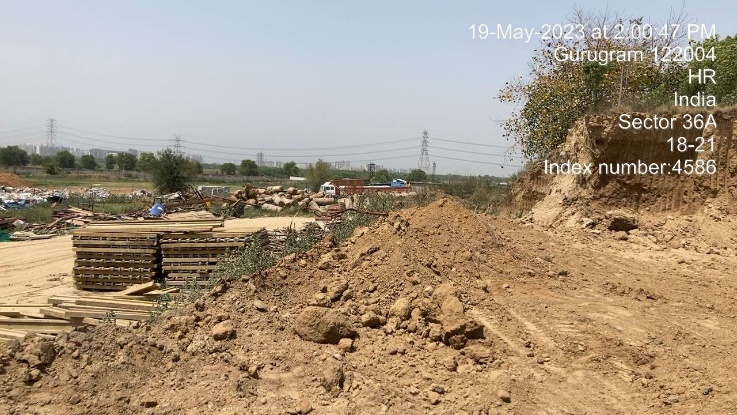 19-May-2023 at 2:00:47 PM
Gurugram 122004
HR
India
Sector 36A
18-21
Index number:4586